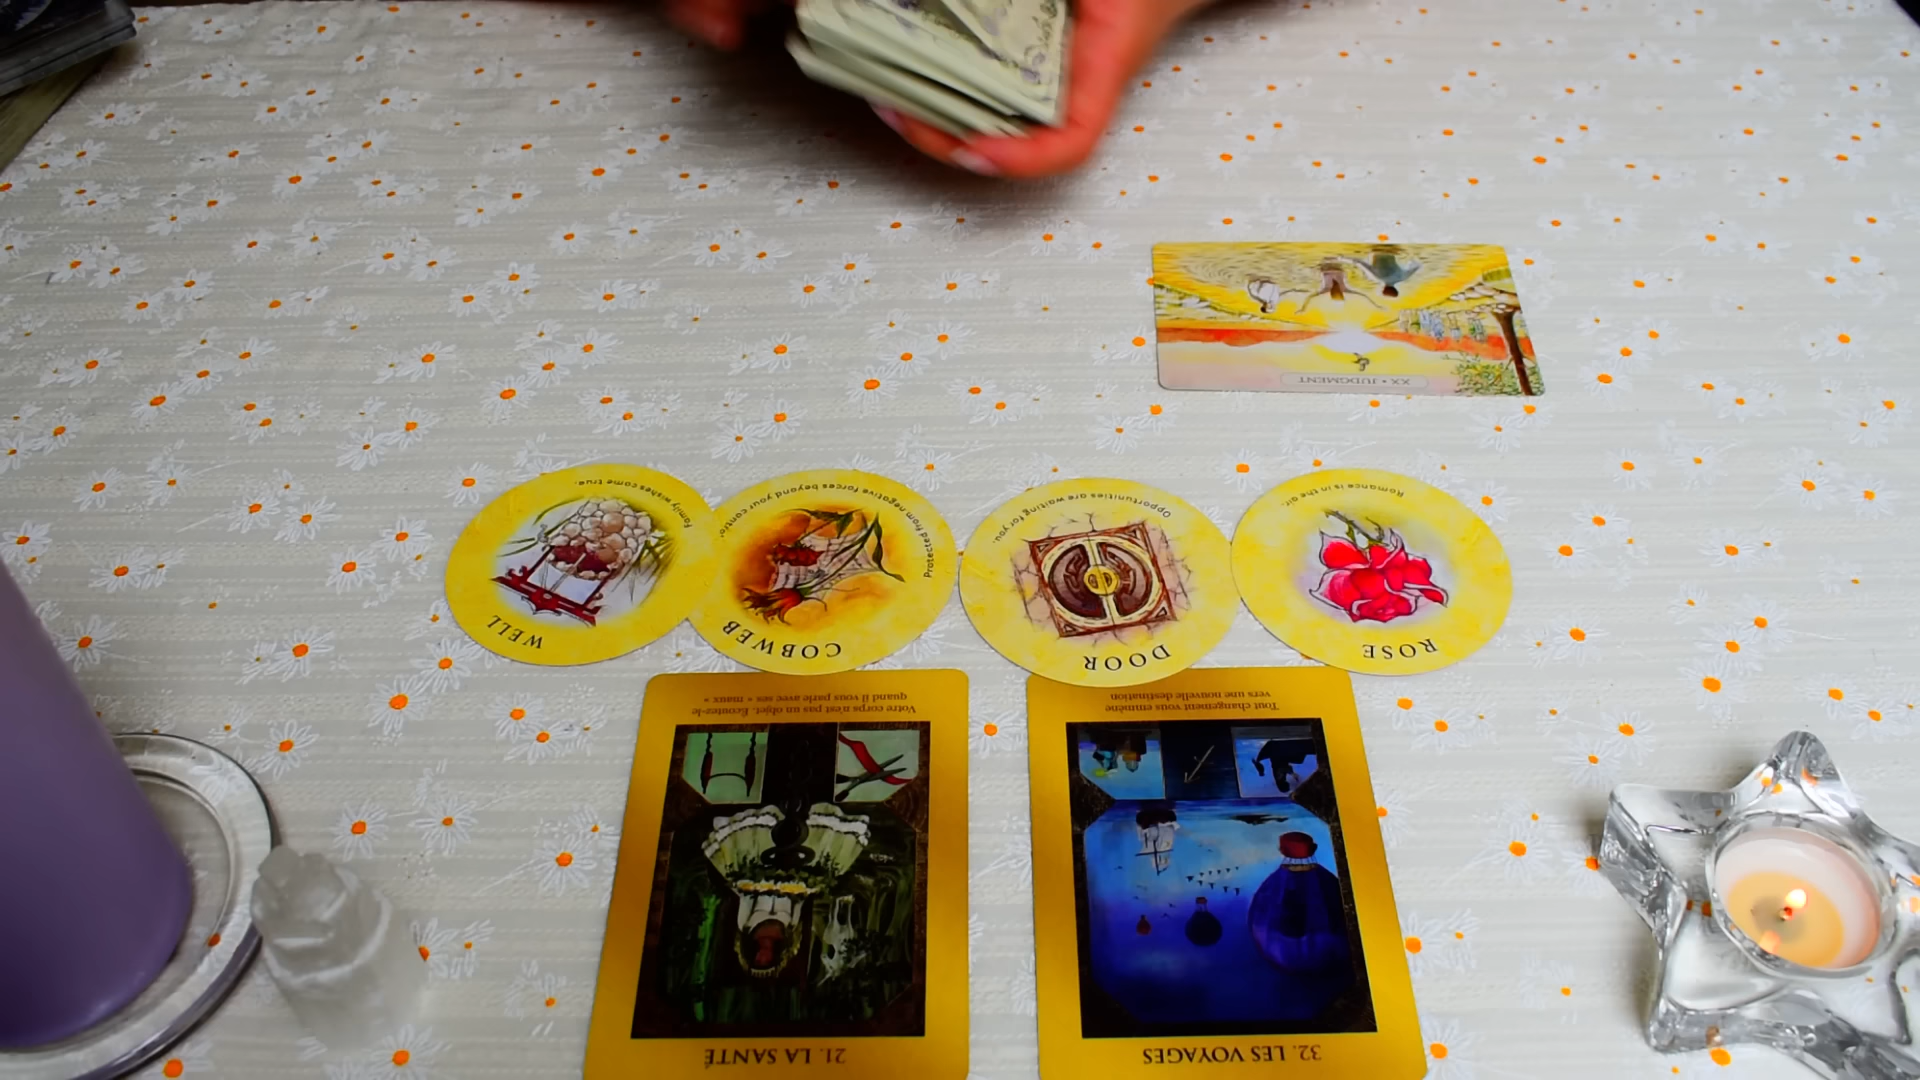 XX • JUDGMENT
Family wishes come true.
WELL
Protected from negative forces beyond your control.
COBWEB
Opportunities are waiting for you.
DOOR
Romance is in the air.
ROSE
Votre corps n'est pas un objet. Écoutez-le
quand il vous parle avec ses « maux »
21. LA SANTÉ
Tout changement vous emmène
vers une nouvelle destination
32. LES VOYAGES